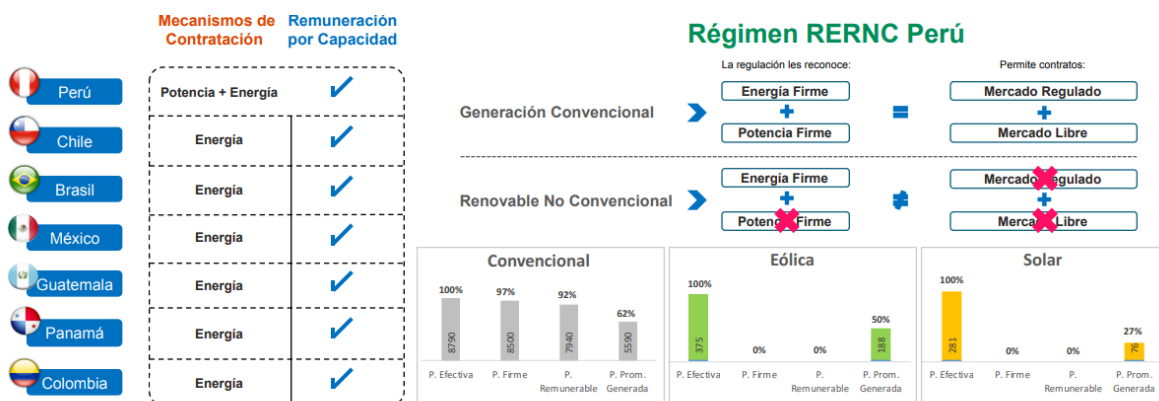 Mecanismos de Contratación
Remuneración por Capacidad
Perú
Potencia + Energía
Chile
Energía
Brasil
Energía
México
Energía
Guatemala
Energía
Panamá
Energía
Colombia
Energía
Régimen RERNC Perú
La regulación les reconoce:
Permite contratos:
Generación Convencional
Energía Firme
+
Potencia Firme
=
Mercado Regulado
+
Mercado Libre
Renovable No Convencional
Energía Firme
+
Potencia Firme
≠
Mercado Regulado
+
Mercado Libre
Convencional
100%
97%
92%
62%
8790
8500
7940
5590
P. Efectiva
P. Firme
P. Remunerable
P. Prom. Generada
Eólica
100%
0%
0%
50%
375
188
P. Efectiva
P. Firme
P. Remunerable
P. Prom. Generada
Solar
100%
0%
0%
27%
281
76
P. Efectiva
P. Firme
P. Remunerable
P. Prom. Generada